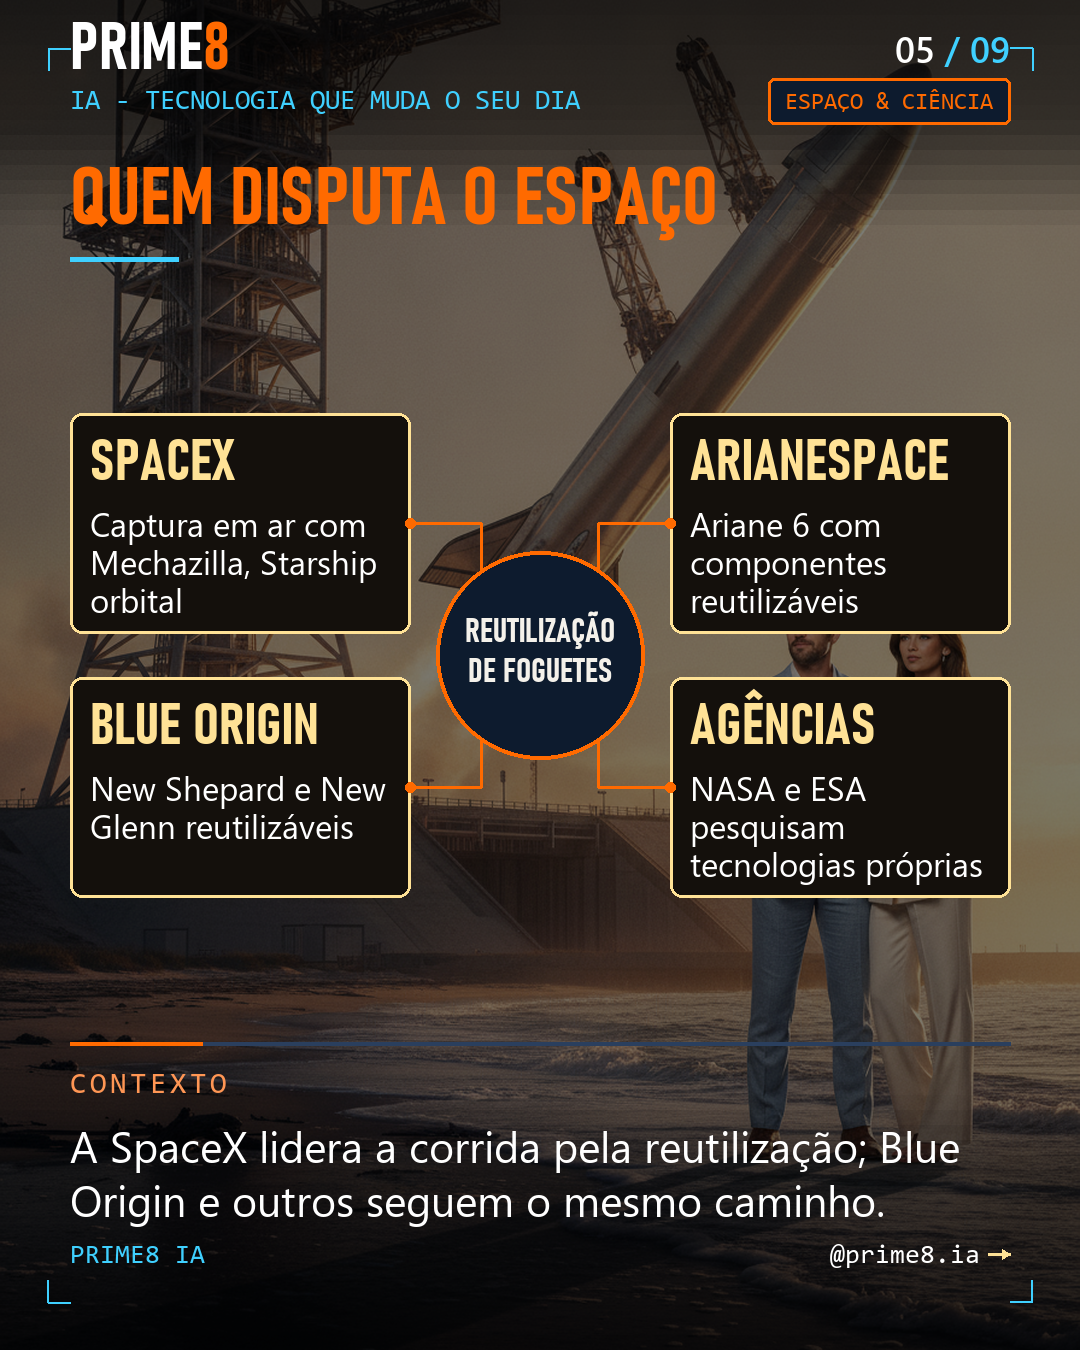 PRIME8
05 / 09
IA - TECNOLOGIA QUE MUDA O SEU DIA
ESPAÇO & CIÊNCIA
QUEM DISPUTA O ESPAÇO
SPACEX
Captura em ar com
Mechazilla, Starship
orbital
ARIANESPACE
Ariane 6 com
componentes
reutilizáveis
REUTILIZAÇÃO
DE FOGUETES
BLUE ORIGIN
New Shepard e New
Glenn reutilizáveis
AGÊNCIAS
NASA e ESA
pesquisam
tecnologias próprias
CONTEXTO
A SpaceX lidera a corrida pela reutilização; Blue
Origin e outros seguem o mesmo caminho.
PRIME8 IA
@prime8.ia